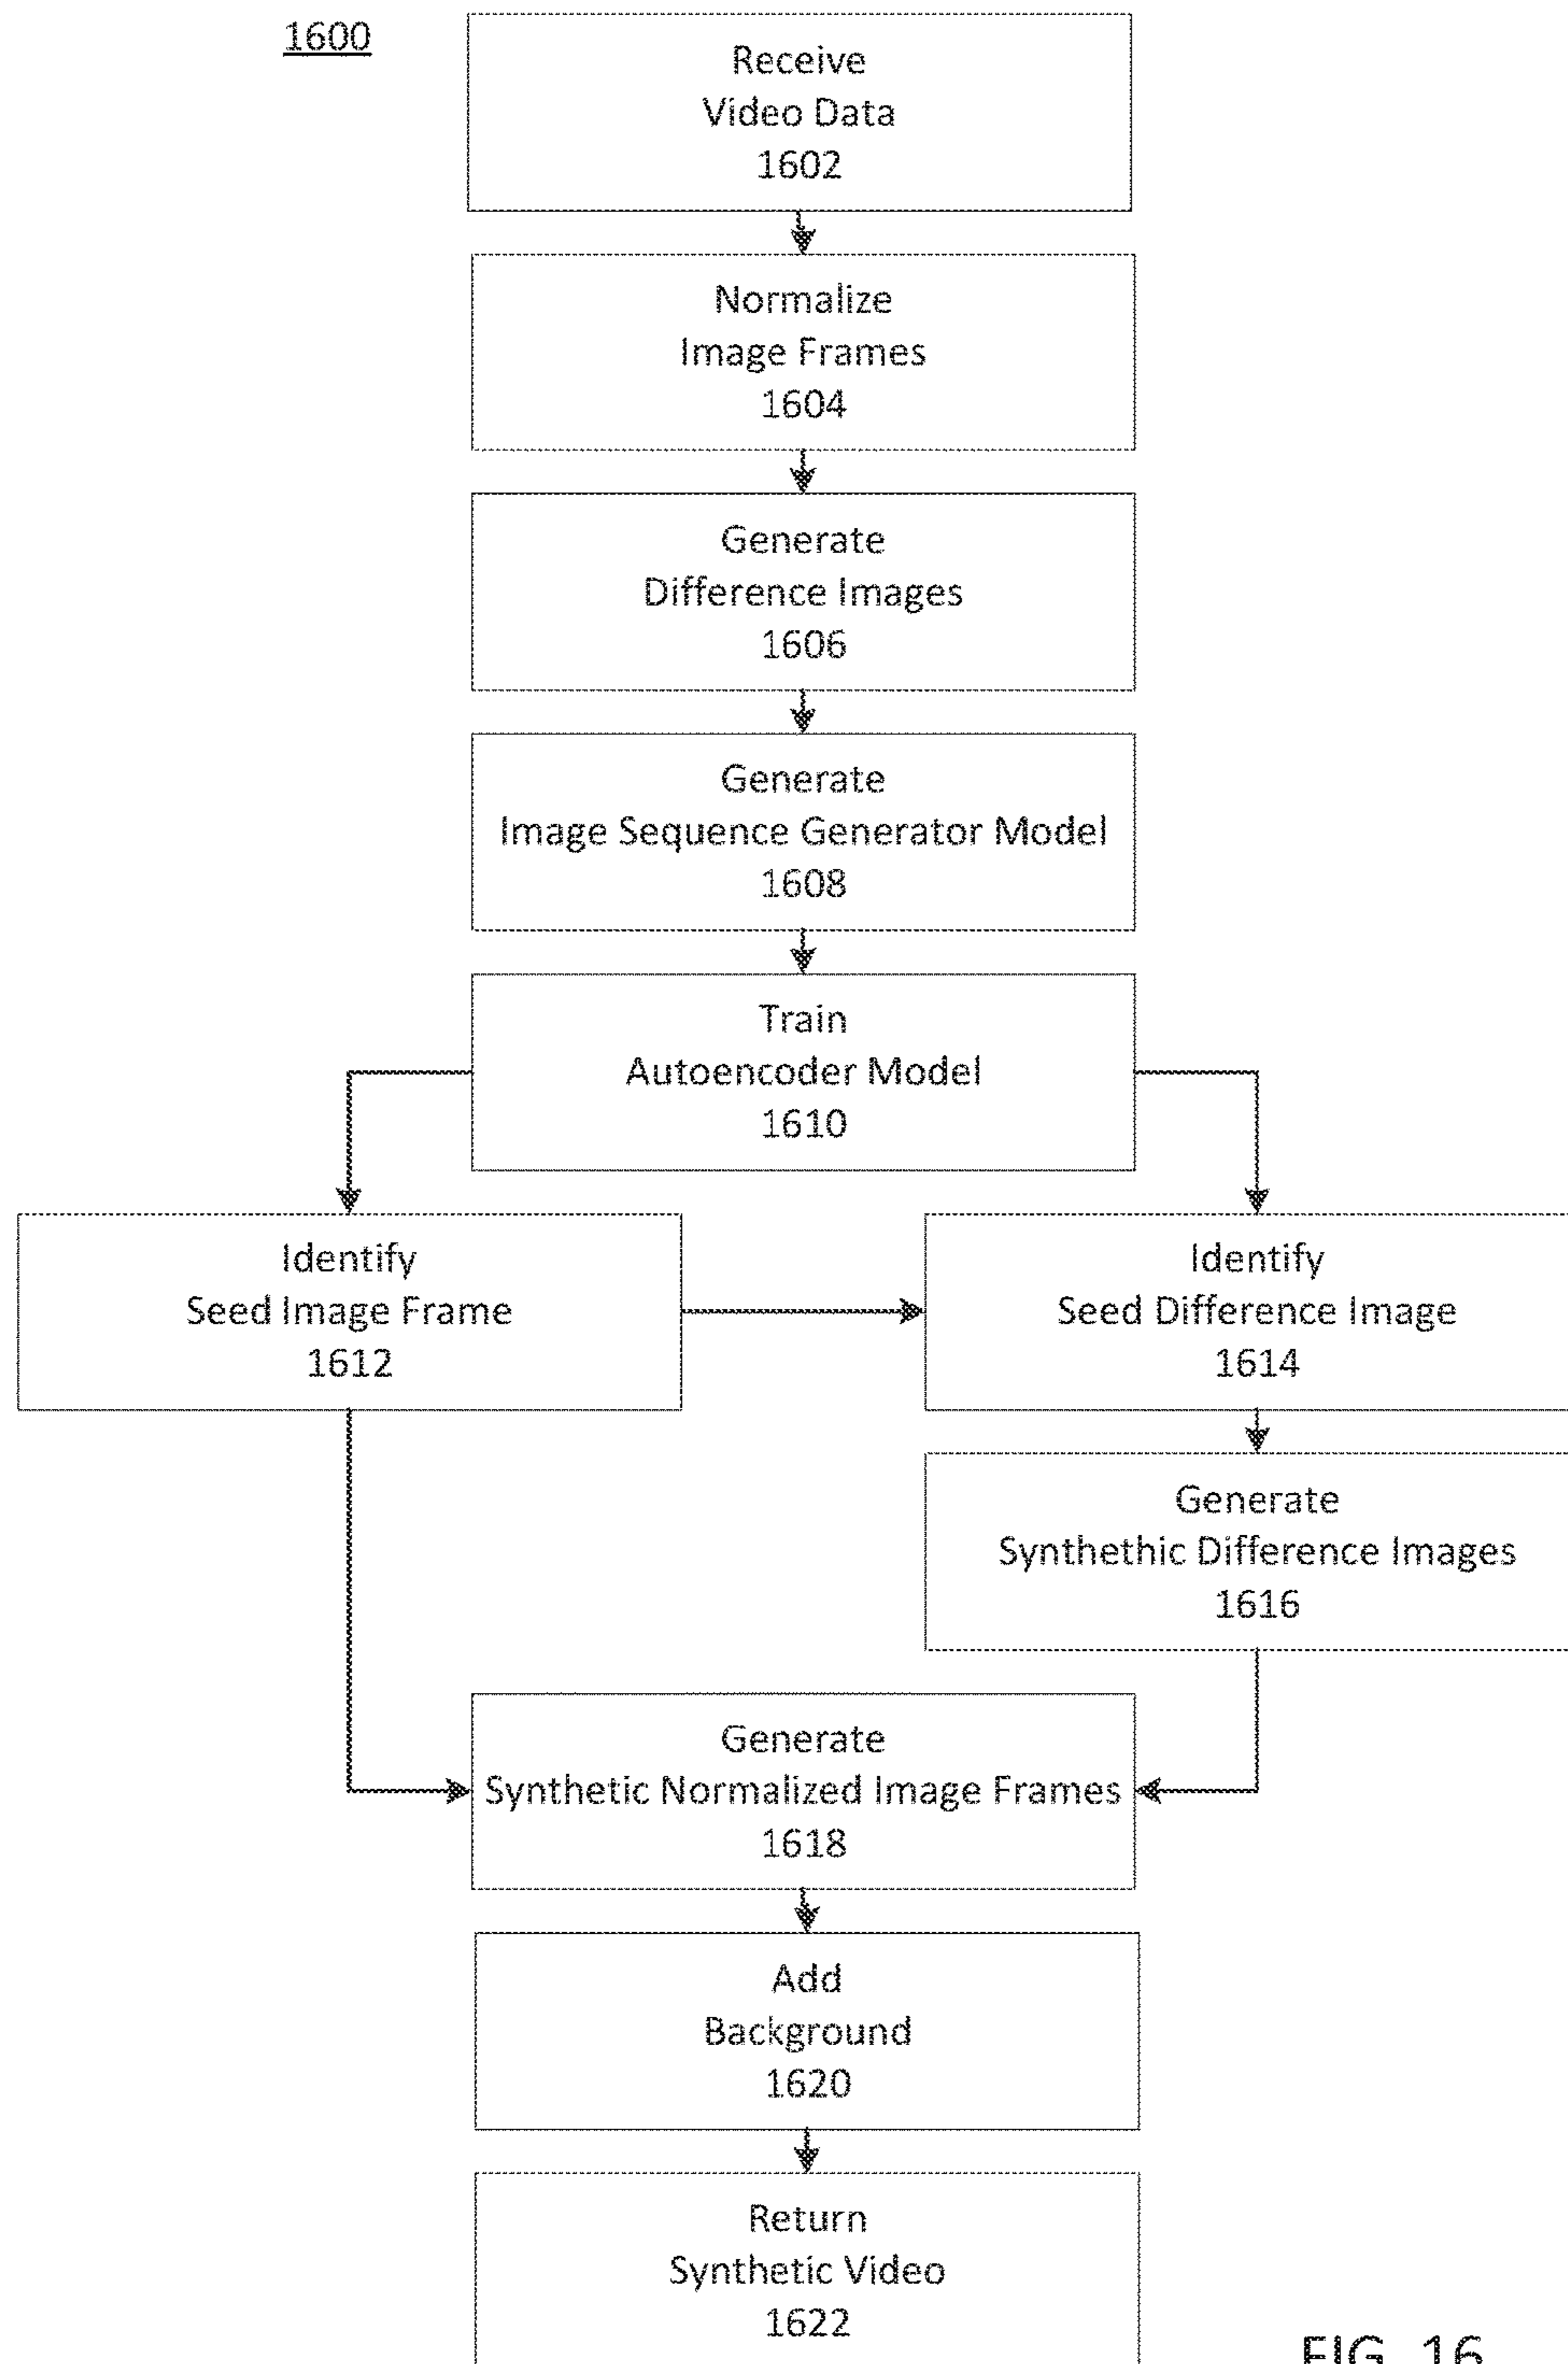 1600
Receive
Video Data
1602
Normalize
Image Frames
1604
Generate
Difference Images
1606
Generate
Image Sequence Generator Model
1608
Train
Autoencoder Model
1610
Identify
Seed Image Frame
1612
Identify
Seed Difference Image
1614
Generate
Synthethic Difference Images
1616
Generate
Synthetic Normalized Image Frames
1618
Add
Background
1620
Return
Synthetic Video
1622
FIG. 16